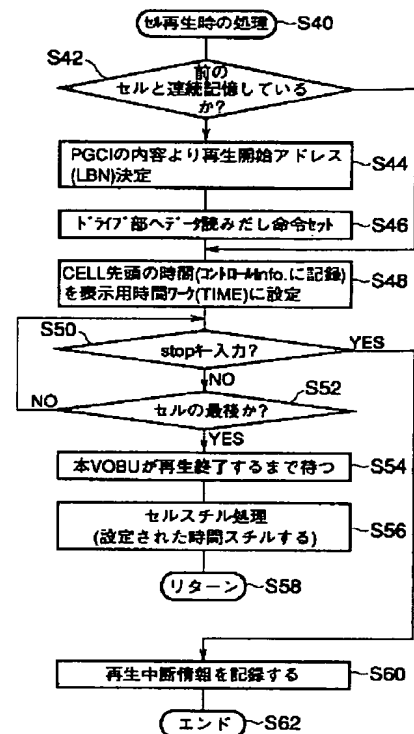 セル再生時の処理
S40
S42
前の
セルと連続記憶している
か?
PGCIの内容より再生開始アドレス
(LBN)決定
S44
ドライブ部へデータ読みだし命令セット
S46
CELL先頭の時間(コントロールinfo.に記録)
を表示用時間ワーク(TIME)に設定
S48
S50
stopキー入力?
YES
NO
S52
NO
セルの最後か?
YES
本VOBUが再生終了するまで待つ
S54
セルスチル処理
(設定された時間スチルする)
S56
リターン
S58
再生中断情報を記録する
S60
エンド
S62